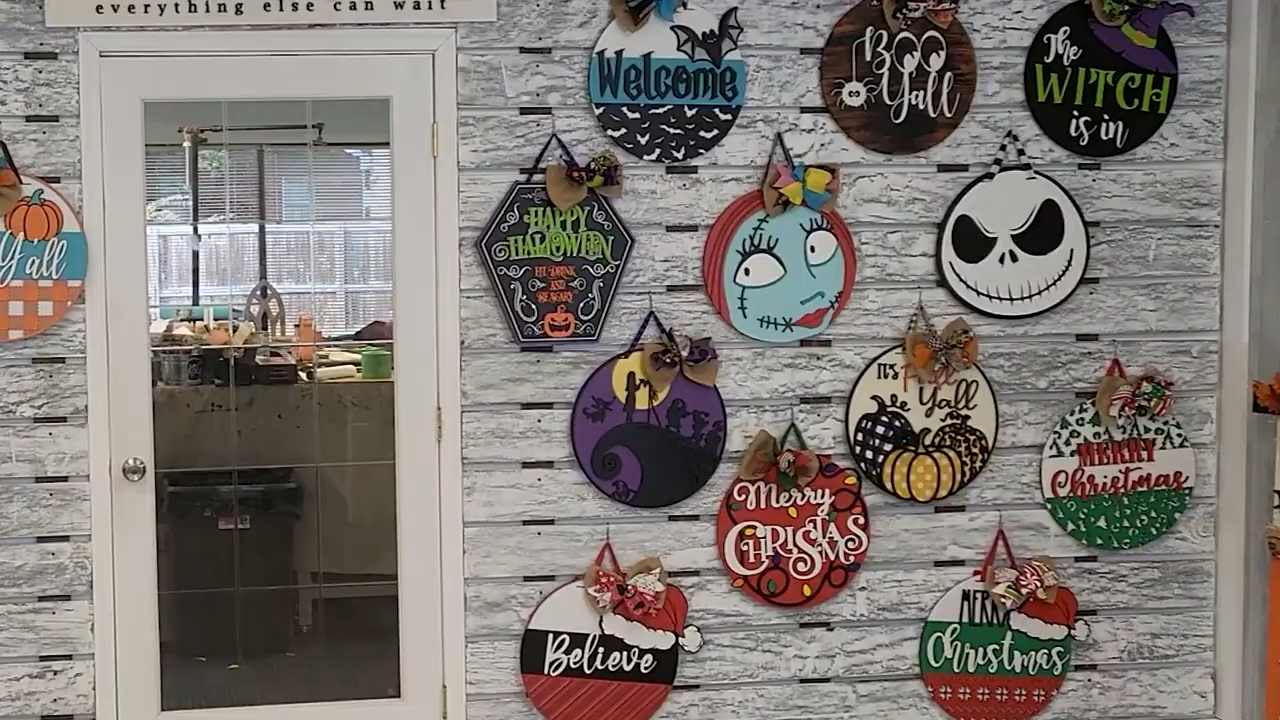 everything else can wait
Welcome
Boo
Y'all
The
WITCH
is in
Y'all
HAPPY
HALLOWEEN
EAT DRINK
AND
BE SCARY
IT'S Fall
Y'all
MERRY
Christmas
Merry
CHRISTMAS
Believe
MERRY
Christmas